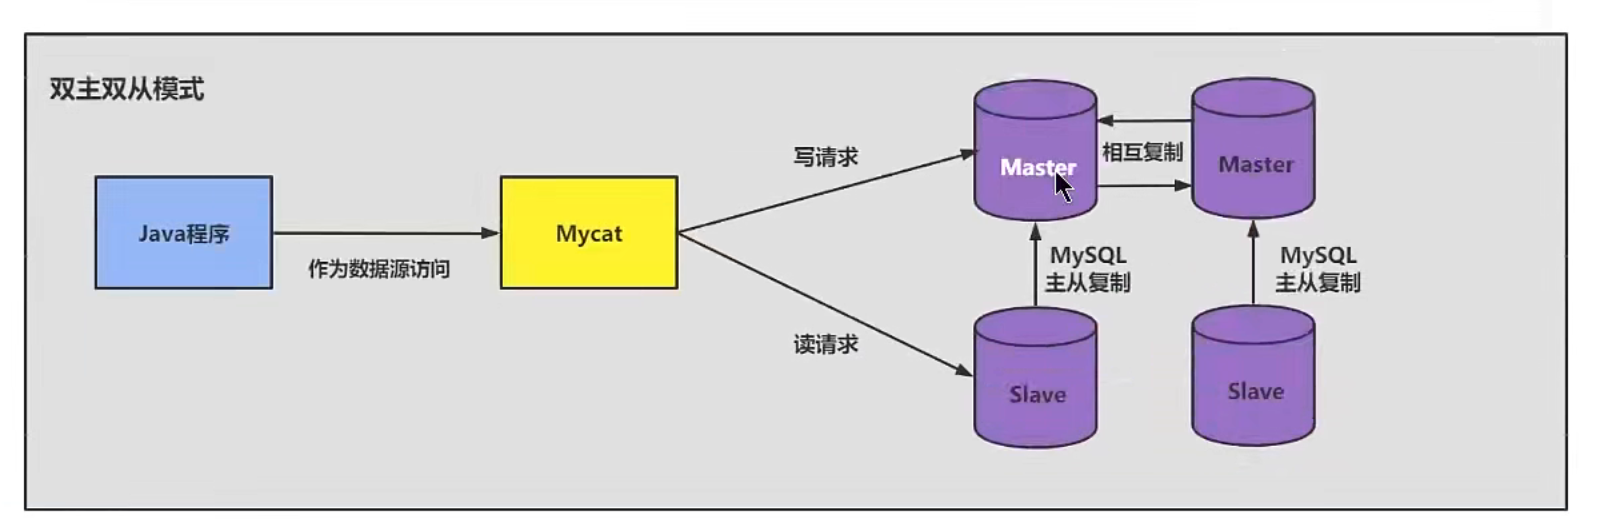 双主双从模式
Java程序
作为数据源访问
Mycat
写请求
读请求
Master
相互复制
Master
MySQL
主从复制
MySQL
主从复制
Slave
Slave